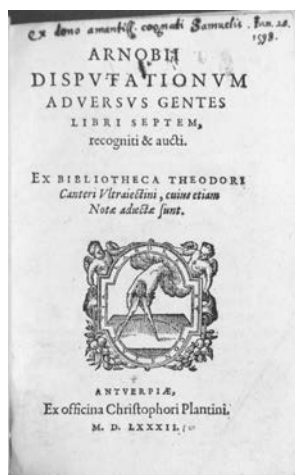 ex dono amantiss. cognati Samuelis. Jun. 20.
1598.
ARNOBII
DISPVTATIONVM
ADVERSVS GENTES
LIBRI SEPTEM,
recogniti & aucti.
EX BIBLIOTHECA THEODORI
Canteri Vltraiectini, cuius etiam
Notæ adiectæ ſunt.
ANTVERPIÆ,
Ex officina Chriſtophori Plantini.
M. D. LXXXII.